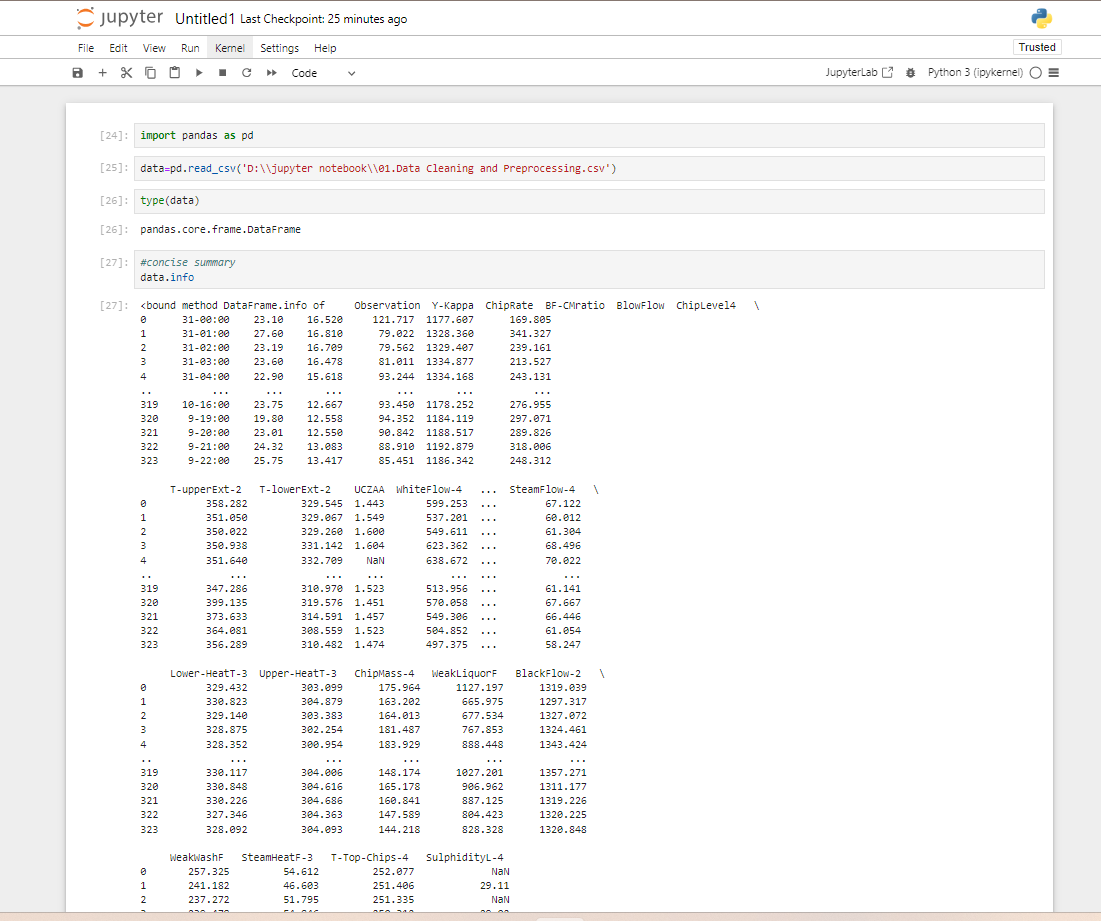 jupyter Untitled1 Last Checkpoint: 25 minutes ago
File Edit View Run Kernel Settings Help
Trusted
Code
JupyterLab
Python 3 (ipykernel)
[24]: import pandas as pd
[25]: data=pd.read_csv('D:\\jupyter notebook\\01.Data Cleaning and Preprocessing.csv')
[26]: type(data)
[26]: pandas.core.frame.DataFrame
[27]: #concise summary
data.info
[27]: <bound method DataFrame.info of Observation Y-Kappa ChipRate BF-CMratio BlowFlow ChipLevel4 \
0 31-00:00 23.10 16.520 121.717 1177.607 169.805
1 31-01:00 27.60 16.810 79.022 1328.360 341.327
2 31-02:00 23.19 16.709 79.562 1329.407 239.161
3 31-03:00 23.60 16.478 81.011 1334.877 213.527
4 31-04:00 22.90 15.618 93.244 1334.168 243.131
.. ... ... ... ... ... ...
319 10-16:00 23.75 12.667 93.450 1178.252 276.955
320 9-19:00 19.80 12.558 94.352 1184.119 297.071
321 9-20:00 23.01 12.550 90.842 1188.517 289.826
322 9-21:00 24.32 13.083 88.910 1192.879 318.006
323 9-22:00 25.75 13.417 85.451 1186.342 248.312
T-upperExt-2 T-lowerExt-2 UCZAA WhiteFlow-4 ... SteamFlow-4 \
0 358.282 329.545 1.443 599.253 ... 67.122
1 351.050 329.067 1.549 537.201 ... 60.012
2 350.022 329.260 1.600 549.611 ... 61.304
3 350.938 331.142 1.604 623.362 ... 68.496
4 351.640 332.709 NaN 638.672 ... 70.022
.. ... ... ... ... ... ...
319 347.286 310.970 1.523 513.956 ... 61.141
320 399.135 319.576 1.451 570.058 ... 67.667
321 373.633 314.591 1.457 549.306 ... 66.446
322 364.081 308.559 1.523 504.852 ... 61.054
323 356.289 310.482 1.474 497.375 ... 58.247
Lower-HeatT-3 Upper-HeatT-3 ChipMass-4 WeakLiquorF BlackFlow-2 \
0 329.432 303.099 175.964 1127.197 1319.039
1 330.823 304.879 163.202 665.975 1297.317
2 329.140 303.383 164.013 677.534 1327.072
3 328.875 302.254 181.487 767.853 1324.461
4 328.352 300.954 183.929 888.448 1343.424
.. ... ... ... ... ...
319 330.117 304.006 148.174 1027.201 1357.271
320 330.848 304.616 165.178 906.962 1311.177
321 330.226 304.686 160.841 887.125 1319.226
322 327.346 304.363 147.589 804.423 1320.225
323 328.092 304.093 144.218 828.328 1320.848
WeakWashF SteamHeatF-3 T-Top-Chips-4 SulphidityL-4
0 257.325 54.612 252.077 NaN
1 241.182 46.603 251.406 29.11
2 237.272 51.795 251.335 NaN